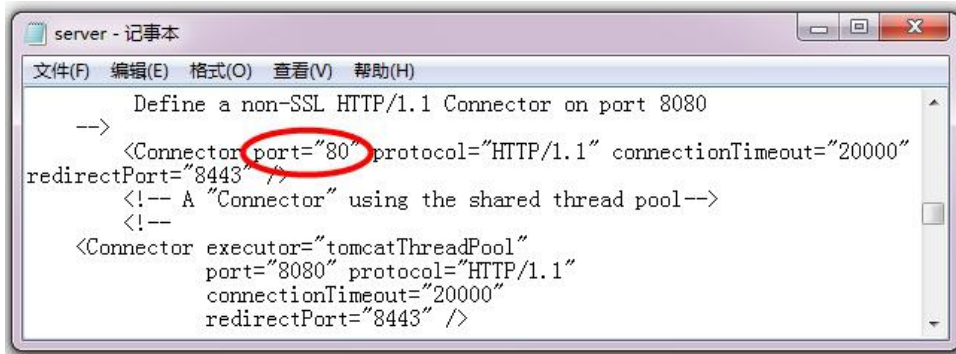 server - 记事本
文件(F) 编辑(E) 格式(O) 查看(V) 帮助(H)
Define a non-SSL HTTP/1.1 Connector on port 8080
-->
<Connector port="80" protocol="HTTP/1.1" connectionTimeout="20000"
redirectPort="8443" />
<!-- A "Connector" using the shared thread pool-->
<!--
<Connector executor="tomcatThreadPool"
port="8080" protocol="HTTP/1.1"
connectionTimeout="20000"
redirectPort="8443" />